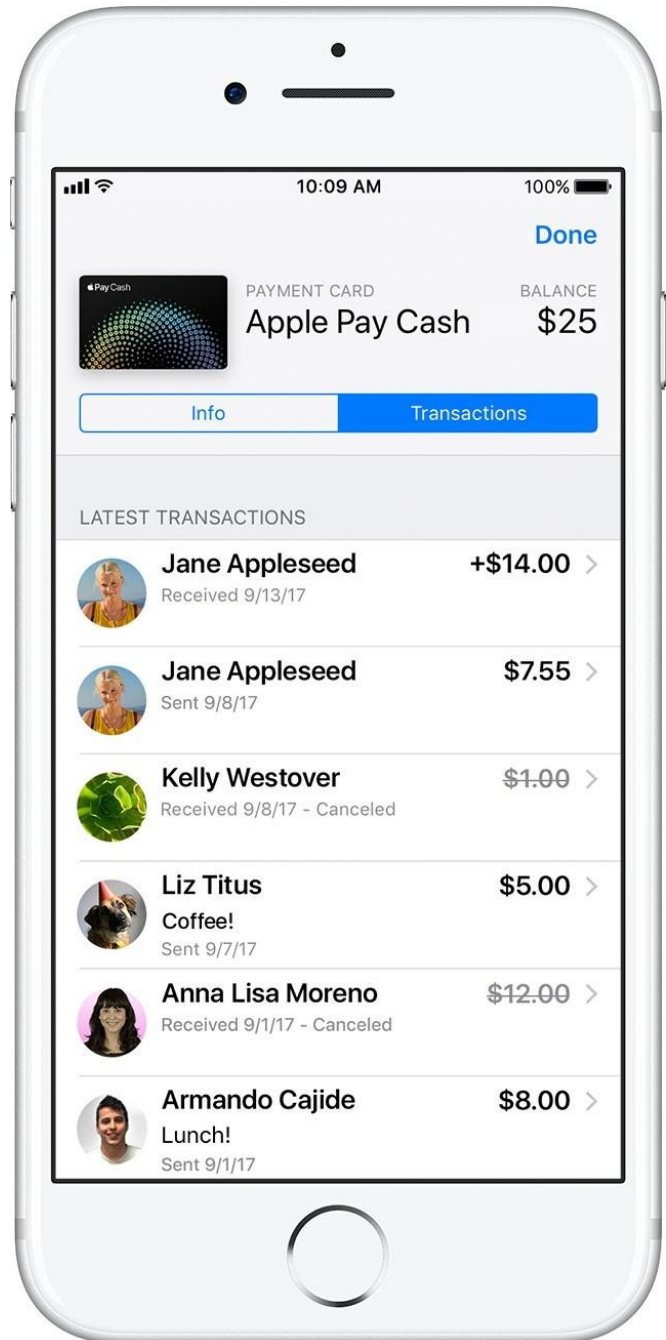 10:09 AM 100%
Done
Pay Cash
PAYMENT CARD BALANCE
Apple Pay Cash $25
Info Transactions
LATEST TRANSACTIONS
Jane Appleseed +$14.00
Received 9/13/17
Jane Appleseed $7.55
Sent 9/8/17
Kelly Westover $1.00
Received 9/8/17 - Canceled
Liz Titus $5.00
Coffee!
Sent 9/7/17
Anna Lisa Moreno $12.00
Received 9/1/17 - Canceled
Armando Cajide $8.00
Lunch!
Sent 9/1/17